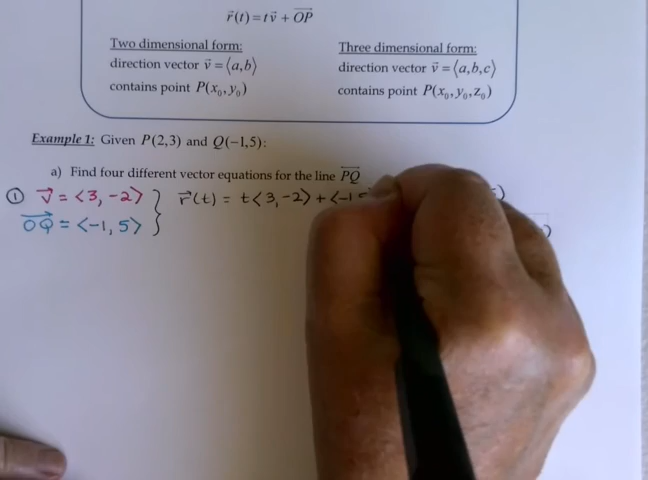 r⃗(t) = tv⃗ + OP⃗
Two dimensional form:
direction vector v⃗ = ⟨a,b⟩
contains point P(x₀,y₀)
Three dimensional form:
direction vector v⃗ = ⟨a,b,c⟩
contains point P(x₀,y₀,z₀)
Example 1: Given P(2,3) and Q(−1,5):
a) Find four different vector equations for the line PQ⃗
① v⃗ = <3, −2> } r⃗(t) = t<3, −2> + <−1
OQ⃗ = <−1, 5>